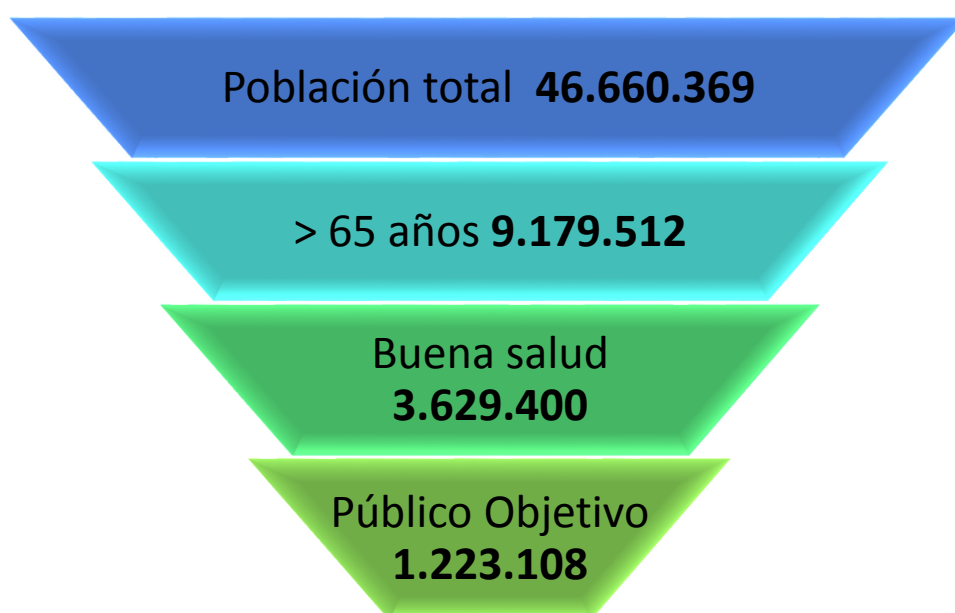 Población total 46.660.369
> 65 años 9.179.512
Buena salud
3.629.400
Público Objetivo
1.223.108